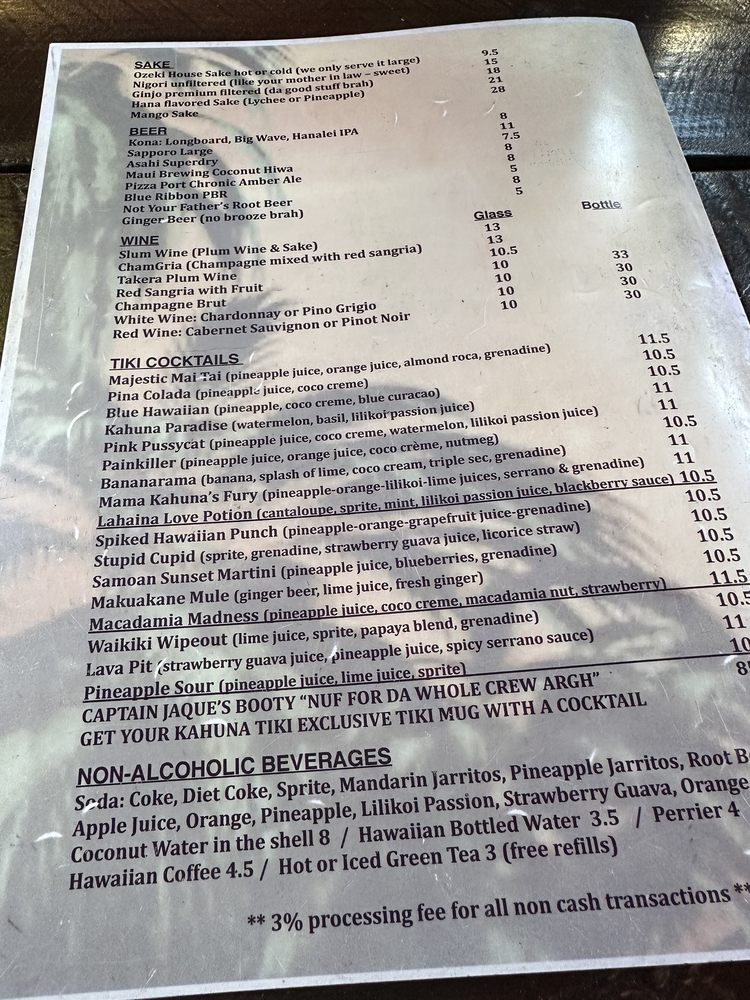 SAKE
Ozeki House Sake hot or cold (we only serve it large) 9.5
Nigori unfiltered (like your mother in law – sweet) 15
Ginjo premium filtered (da good stuff brah) 18
Hana flavored Sake (Lychee or Pineapple) 21
Mango Sake 28
BEER
Kona: Longboard, Big Wave, Hanalei IPA 8
Sapporo Large 11
Asahi Superdry 7.5
Maui Brewing Coconut Hiwa 8
Pizza Port Chronic Amber Ale 8
Blue Ribbon PBR 5
Not Your Father's Root Beer 8
Ginger Beer (no brooze brah) 5
WINE Glass Bottle
Slum Wine (Plum Wine & Sake) 13
ChamGria (Champagne mixed with red sangria) 13
Takera Plum Wine 10.5
Red Sangria with Fruit 10 33
Champagne Brut 10 30
White Wine: Chardonnay or Pino Grigio 10 30
Red Wine: Cabernet Sauvignon or Pinot Noir 10 30
TIKI COCKTAILS
Majestic Mai Tai (pineapple juice, orange juice, almond roca, grenadine) 11.5
Pina Colada (pineapple juice, coco creme) 10.5
Blue Hawaiian (pineapple, coco creme, blue curacao) 10.5
Kahuna Paradise (watermelon, basil, lilikoi passion juice) 11
Pink Pussycat (pineapple juice, coco creme, watermelon, lilikoi passion juice) 11
Painkiller (pineapple juice, orange juice, coco crème, nutmeg) 10.5
Bananarama (banana, splash of lime, coco cream, triple sec, grenadine) 11
Mama Kahuna's Fury (pineapple-orange-lilikoi-lime juices, serrano & grenadine) 11
Lahaina Love Potion (cantaloupe, sprite, mint, lilikoi passion juice, blackberry sauce) 10.5
Spiked Hawaiian Punch (pineapple-orange-grapefruit juice-grenadine) 10.5
Stupid Cupid (sprite, grenadine, strawberry guava juice, licorice straw) 10.5
Samoan Sunset Martini (pineapple juice, blueberries, grenadine) 10.5
Makuakane Mule (ginger beer, lime juice, fresh ginger) 10.5
Macadamia Madness (pineapple juice, coco creme, macadamia nut, strawberry) 11.5
Waikiki Wipeout (lime juice, sprite, papaya blend, grenadine) 10.5
Lava Pit (strawberry guava juice, pineapple juice, spicy serrano sauce) 11
Pineapple Sour (pineapple juice, lime juice, sprite) 10
CAPTAIN JAQUE'S BOOTY "NUF FOR DA WHOLE CREW ARGH"
GET YOUR KAHUNA TIKI EXCLUSIVE TIKI MUG WITH A COCKTAIL
NON-ALCOHOLIC BEVERAGES
Soda: Coke, Diet Coke, Sprite, Mandarin Jarritos, Pineapple Jarritos, Root
Apple Juice, Orange, Pineapple, Lilikoi Passion, Strawberry Guava, Orange
Coconut Water in the shell 8 / Hawaiian Bottled Water 3.5 / Perrier 4
Hawaiian Coffee 4.5 / Hot or Iced Green Tea 3 (free refills)
** 3% processing fee for all non cash transactions **